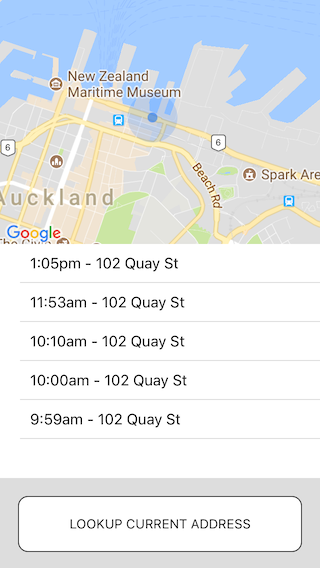 New Zealand
Maritime Museum
6
6
Beach Rd
Spark Are
Auckland
The Civic
Google
1:05pm - 102 Quay St
11:53am - 102 Quay St
10:10am - 102 Quay St
10:00am - 102 Quay St
9:59am - 102 Quay St
LOOKUP CURRENT ADDRESS